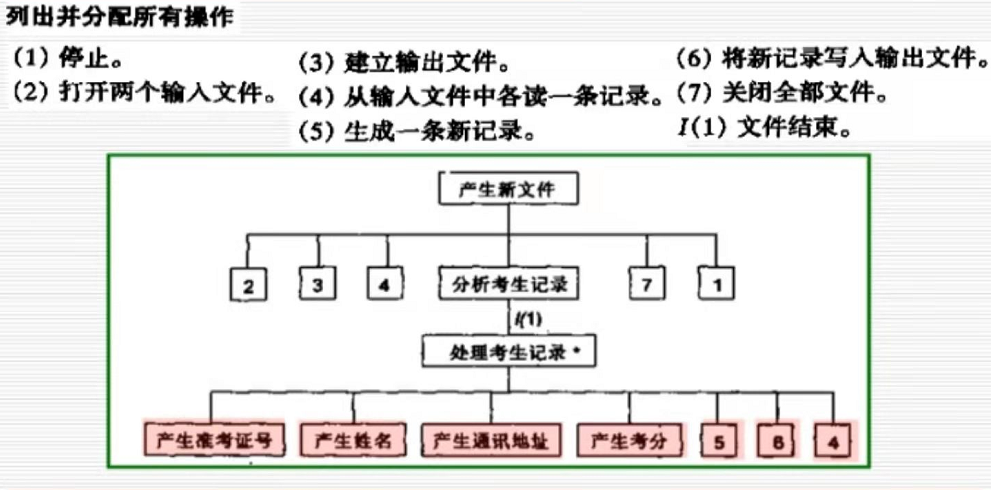 列出并分配所有操作
(1) 停止。 (3) 建立输出文件。 (6) 将新记录写入输出文件。
(2) 打开两个输入文件。 (4) 从输人文件中各读一条记录。 (7) 关闭全部文件。
(5) 生成一条新记录。 I(1) 文件结束。
产生新文件
2 3 4 分析考生记录 7 1
I(1)
处理考生记录 *
产生准考证号 产生姓名 产生通讯地址 产生考分 5 6 4